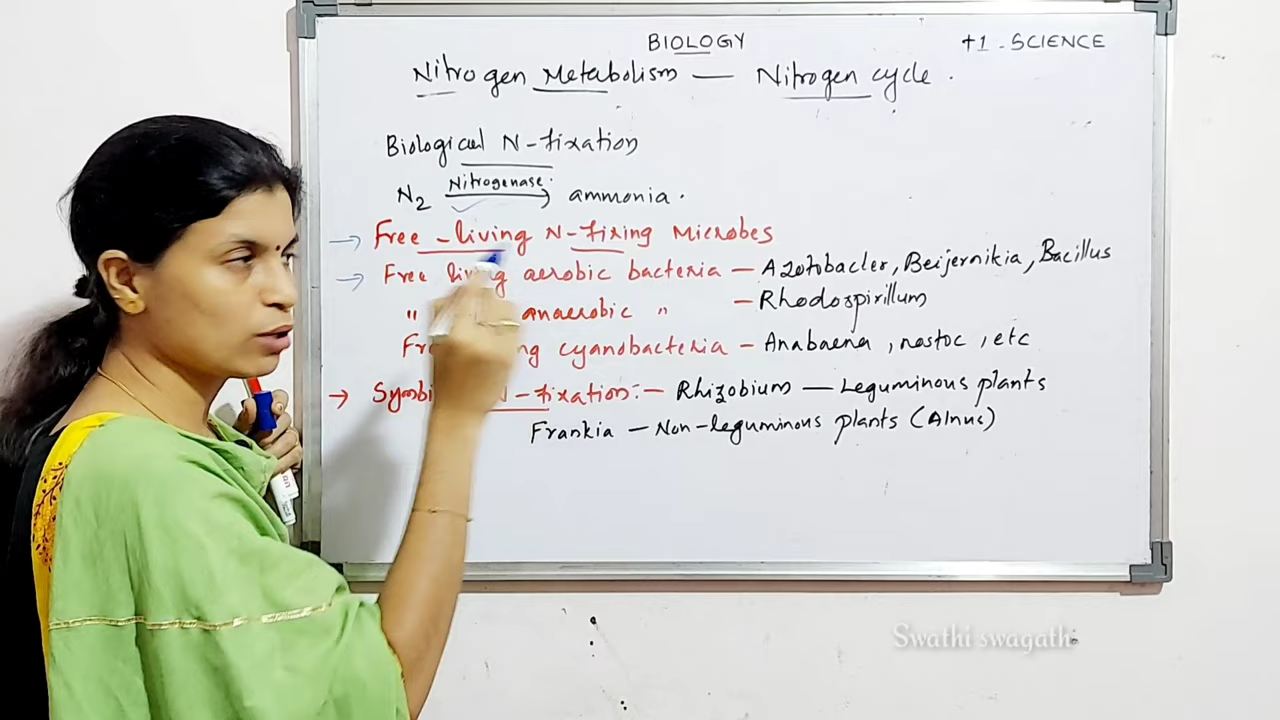 BIOLOGY +1 - SCIENCE
Nitrogen Metabolism — Nitrogen cycle.
Biological N-fixation
N2 Nitrogenase ammonia.
→ Free-living N-fixing Microbes
→ Free living aerobic bacteria — Azotobacter, Beijernikia, Bacillus
" anaerobic " — Rhodospirillum
cyanobacteria - Anabaena, nostoc, etc
→ N-fixation:- Rhizobium — Leguminous plants
Frankia — Non-leguminous plants (Alnus)
Swathi swagath